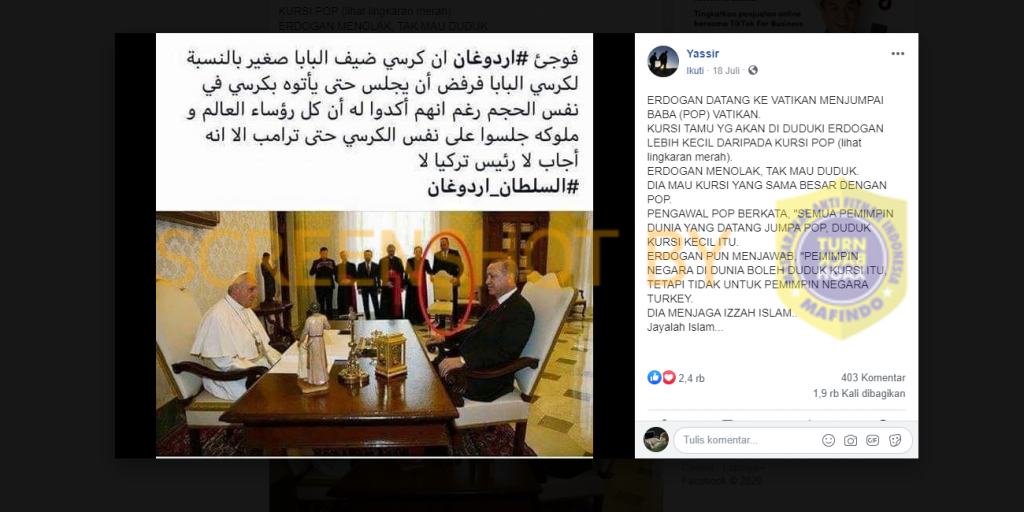 KURSI POP (lihat lingkaran merah)
ERDOGAN MENOLAK, TAK MAU DUDUK
Tingkatkan penjualan online
bersama TikTok For Business
فوجئ #اردوغان ان كرسي ضيف البابا صغير بالنسبة
لكرسي البابا فرفض أن يجلس حتى يأتوه بكرسي في
نفس الحجم رغم انهم أكدوا له أن كل رؤساء العالم و
ملوكه جلسوا على نفس الكرسي حتى ترامب الا انه
أجاب لا رئيس تركيا لا
#السلطان_اردوغان
SCREENSHOT BY
Yassir
Ikuti · 18 Juli ·
ERDOGAN DATANG KE VATIKAN MENJUMPAI
BABA (POP) VATIKAN.
KURSI TAMU YG AKAN DI DUDUKI ERDOGAN
LEBIH KECIL DARIPADA KURSI POP (lihat
lingkaran merah).
ERDOGAN MENOLAK, TAK MAU DUDUK.
DIA MAU KURSI YANG SAMA BESAR DENGAN
POP.
PENGAWAL POP BERKATA, "SEMUA PEMIMPIN
DUNIA YANG DATANG JUMPA POP, DUDUK
KURSI KECIL ITU.
ERDOGAN PUN MENJAWAB, "PEMIMPIN
NEGARA DI DUNIA BOLEH DUDUK KURSI ITU,
TETAPI TIDAK UNTUK PEMIMPIN NEGARA
TURKEY.
DIA MENJAGA IZZAH ISLAM..
Jayalah Islam...
MASYARAKAT ANTI FITNAH INDONESIA
TURN
BACK
HOAX
MAFINDO
2,4 rb
403 Komentar
1,9 rb Kali dibagikan
Tulis komentar...
GIF
Facebook © 2020